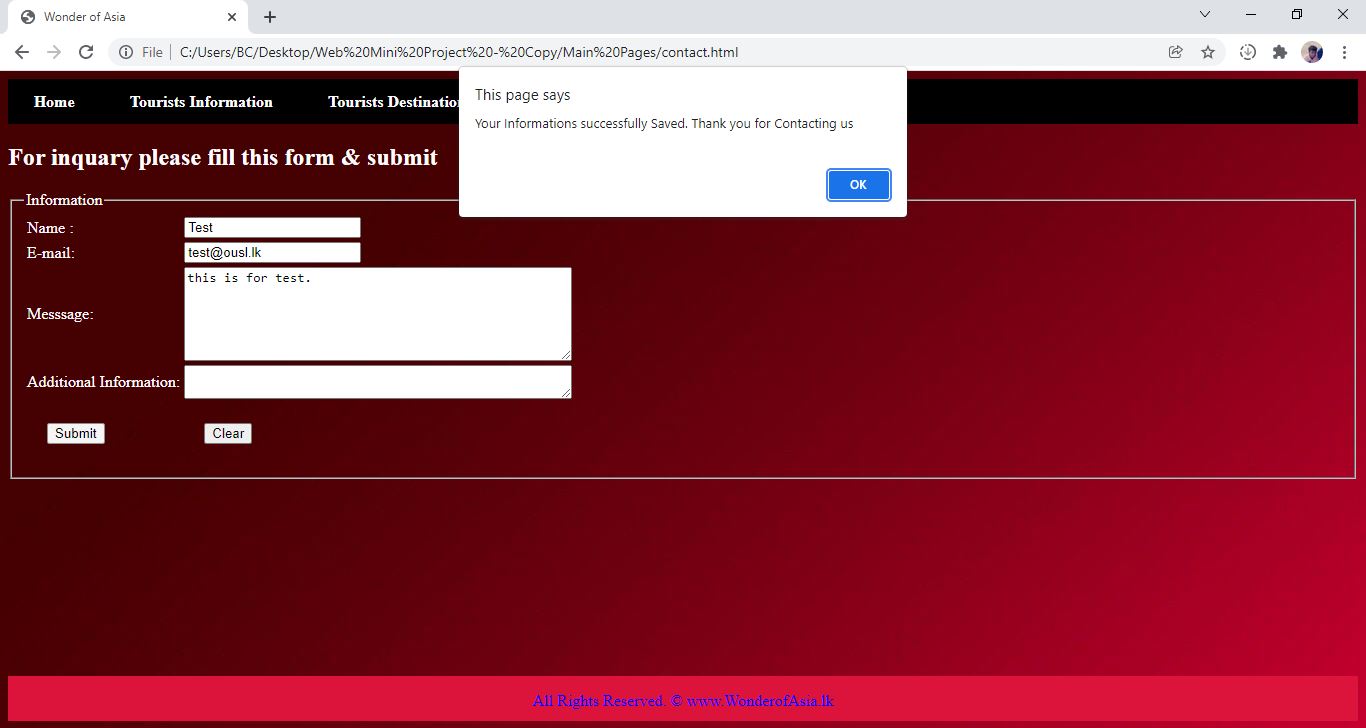 Wonder of Asia
File C:/Users/BC/Desktop/Web%20Mini%20Project%20-%20Copy/Main%20Pages/contact.html
Home Tourists Information Tourists
This page says
Your Informations successfully Saved. Thank you for Contacting us
OK
For inquary please fill this form & submit
Information
Name : Test
E-mail: test@ousl.lk
Messsage: this is for test.
Additional Information:
Submit Clear
All Rights Reserved. © www.WonderofAsia.lk